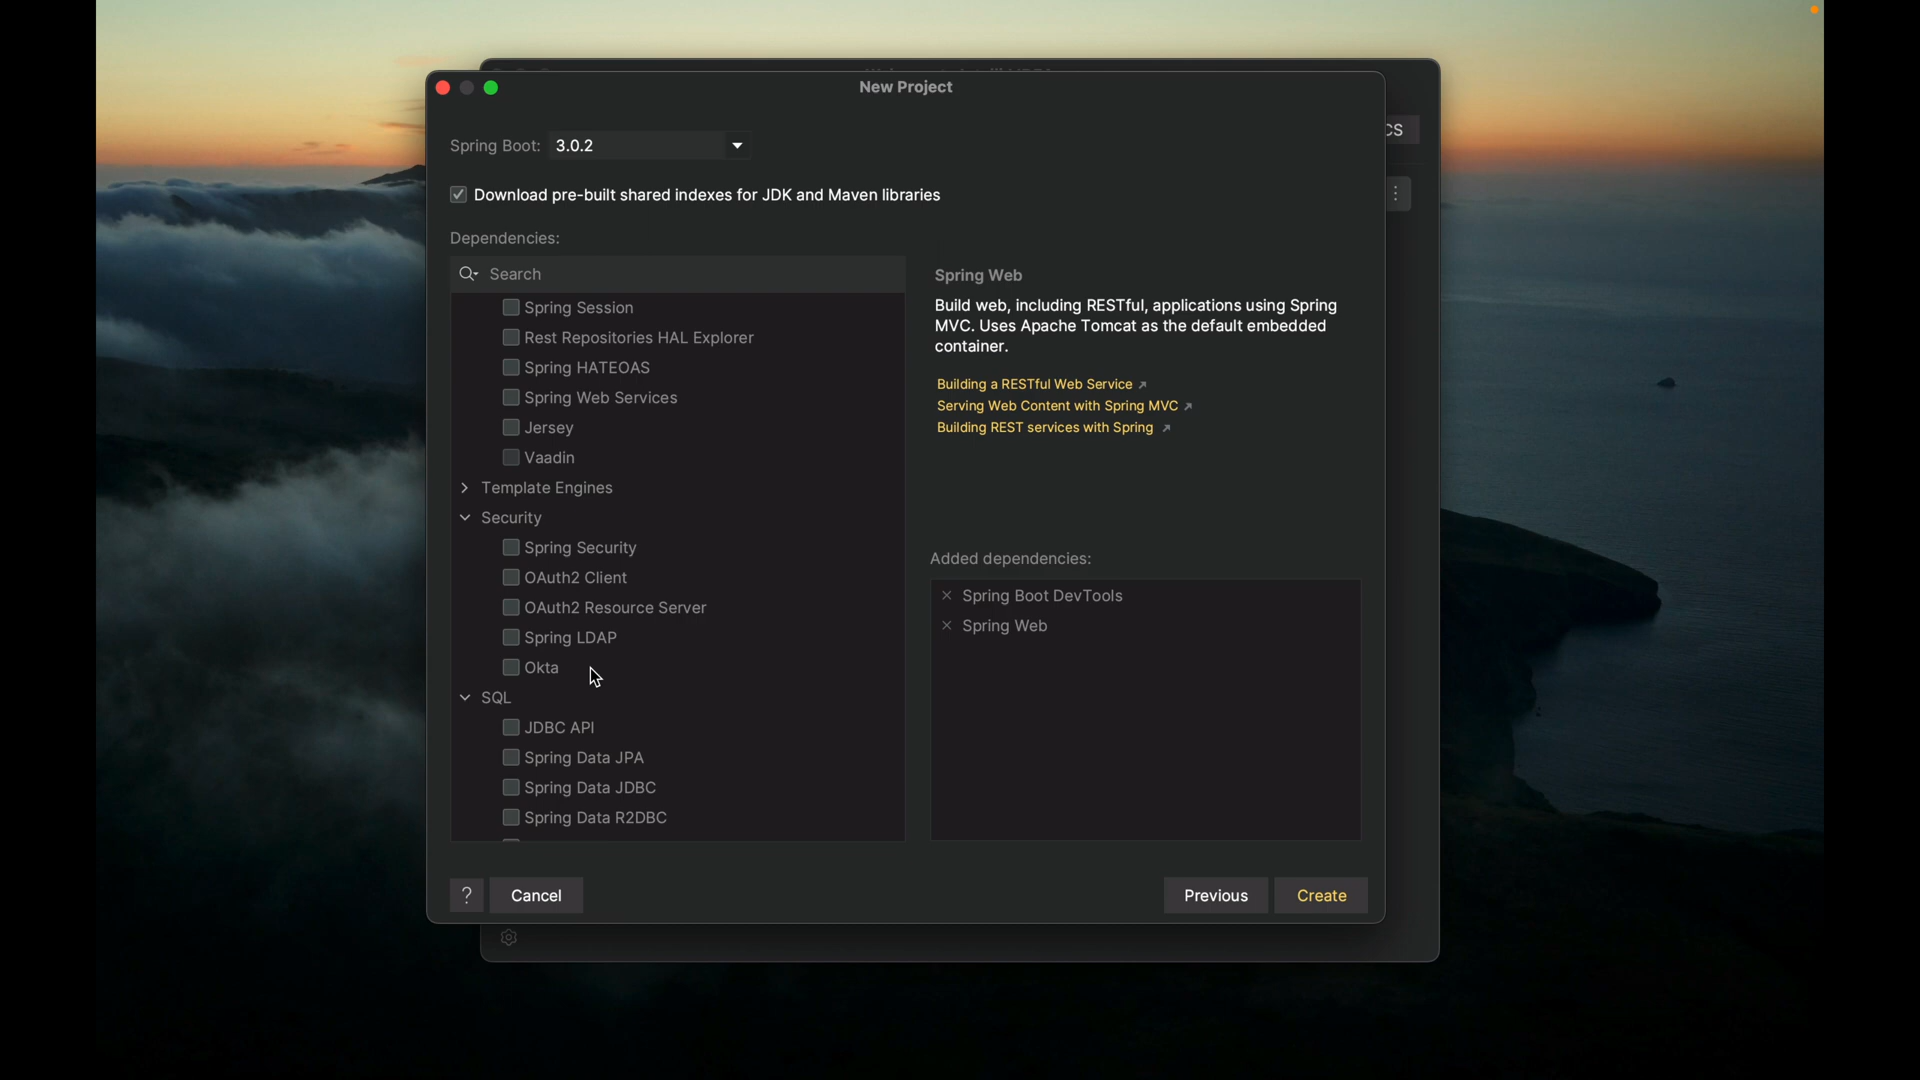 New Project
CS
Spring Boot: 3.0.2
Download pre-built shared indexes for JDK and Maven libraries
Dependencies:
Search
Spring Session
Rest Repositories HAL Explorer
Spring HATEOAS
Spring Web Services
Jersey
Vaadin
Template Engines
Security
Spring Security
OAuth2 Client
OAuth2 Resource Server
Spring LDAP
Okta
SQL
JDBC API
Spring Data JPA
Spring Data JDBC
Spring Data R2DBC
Spring Web
Build web, including RESTful, applications using Spring
MVC. Uses Apache Tomcat as the default embedded
container.
Building a RESTful Web Service
Serving Web Content with Spring MVC
Building REST services with Spring
Added dependencies:
Spring Boot DevTools
Spring Web
?
Cancel
Previous
Create